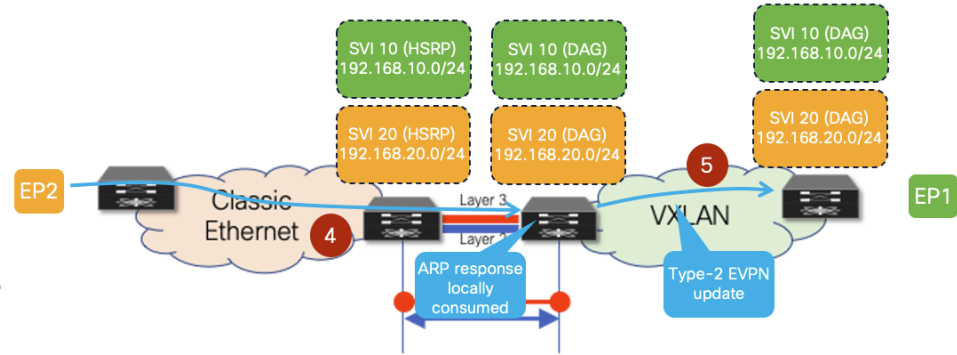 SVI 10 (HSRP)
192.168.10.0/24
SVI 10 (DAG)
192.168.10.0/24
SVI 10 (DAG)
192.168.10.0/24
SVI 20 (HSRP)
192.168.20.0/24
SVI 20 (DAG)
192.168.20.0/24
SVI 20 (DAG)
192.168.20.0/24
EP2
Classic
Ethernet
4
Layer 3
Layer 2
5
VXLAN
EP1
ARP response
locally
consumed
Type-2 EVPN
update